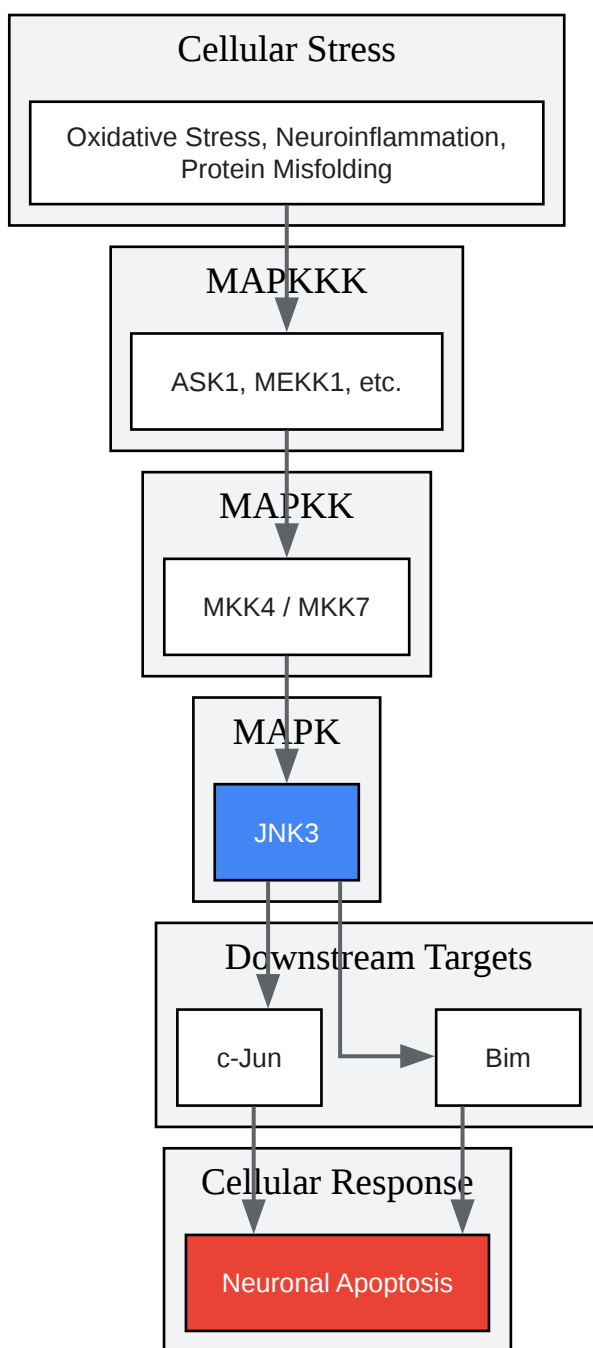 Cellular Stress
Oxidative Stress, Neuroinflammation,
Protein Misfolding
MAPKKK
ASK1, MEKK1, etc.
MAPKK
MKK4 / MKK7
MAPK
JNK3
Downstream Targets
c-Jun
Bim
Cellular Response
Neuronal Apoptosis